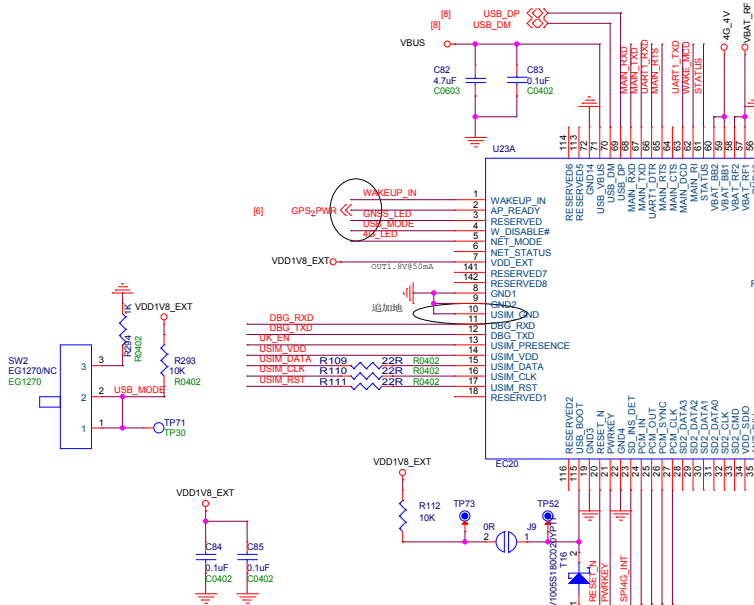 [8] USB_DP
[8] USB_DM
VBUS
C82
4.7uF
C0603
C83
0.1uF
C0402
MAIN_RXD
MAIN_TXD
UART1_RXD
MAIN_RTS
UART1_TXD
WAKE_MCU
STATUS
4G_4V
VBAT_RF
U23A
114
113
72
71
70
69
68
67
66
65
64
63
62
61
60
59
58
57
56
RESERVED6
RESERVED5
GND14
USB_VBUS
USB_DM
USB_DP
MAIN_RXD
MAIN_TXD
UART1_DTR
MAIN_RTS
MAIN_CTS
MAIN_DCD
MAIN_RI
STATUS
VBAT_BB2
VBAT_BB1
VBAT_RF2
VBAT_RF1
WAKEUP_IN 1 WAKEUP_IN
[6] GPS_PWR 2 AP_READY
GNSS_LED 3 RESERVED
USB_MODE 4 W_DISABLE#
4G_LED 5 NET_MODE
6 NET_STATUS
VDD1V8_EXT 7 VDD_EXT
OUT1.8V@50mA 141 RESERVED7
142 RESERVED8
8 GND1
9 GND2
追加地 10 USIM_GND
DBG_RXD 11 DBG_RXD
DBG_TXD 12 DBG_TXD
UK_EN 13 USIM_PRESENCE
USIM_VDD 14 USIM_VDD
USIM_DATA R109 22R R0402 15 USIM_DATA
USIM_CLK R110 22R R0402 16 USIM_CLK
USIM_RST R111 22R R0402 17 USIM_RST
18 RESERVED1
VDD1V8_EXT
1K
R294
R0402
R293
10K
R0402
SW2
EG1270/NC
EG1270
3 3
2 2 USB_MODE
1 1
TP71
TP30
RESERVED2
USB_BOOT
GND3
RESET_N
PWRKEY
GND4
SD_INS_DET
PCM_IN
PCM_OUT
PCM_SYNC
PCM_CLK
SD2_DATA3
SD2_DATA2
SD2_DATA1
SD2_DATA0
SD2_CLK
SD2_CMD
VDD_SDIO
EC20
116
115
19
20
21
22
23
24
25
26
27
28
29
30
31
32
33
34
35
VDD1V8_EXT
R112
10K
TP73
0R
2
J9
1
TP52
T16
2
1
RESET_N
PWRKEY
SPI4G_INT
VDD1V8_EXT
C84
0.1uF
C0402
C85
0.1uF
C0402